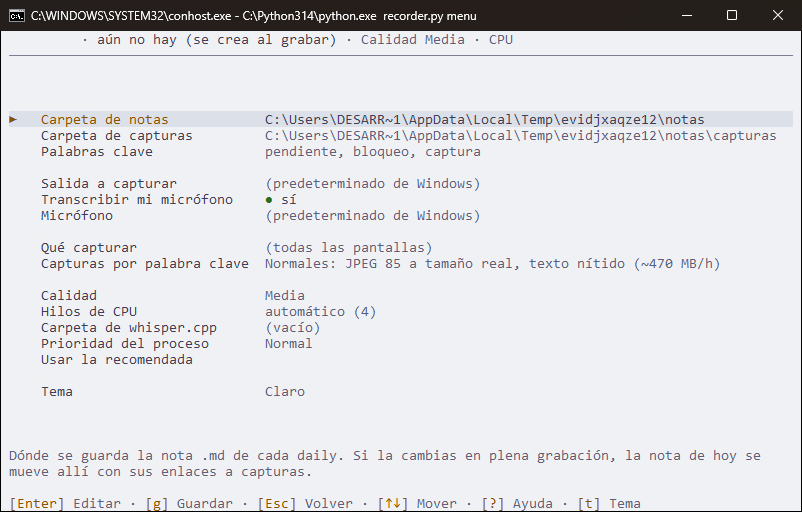 C:\WINDOWS\SYSTEM32\conhost.exe - C:\Python314\python.exe recorder.py menu
· aún no hay (se crea al grabar) · Calidad Media · CPU
► Carpeta de notas C:\Users\DESARR~1\AppData\Local\Temp\evidjxaqze12\notas
Carpeta de capturas C:\Users\DESARR~1\AppData\Local\Temp\evidjxaqze12\notas\capturas
Palabras clave pendiente, bloqueo, captura
Salida a capturar (predeterminado de Windows)
Transcribir mi micrófono ● sí
Micrófono (predeterminado de Windows)
Qué capturar (todas las pantallas)
Capturas por palabra clave Normales: JPEG 85 a tamaño real, texto nítido (~470 MB/h)
Calidad Media
Hilos de CPU automático (4)
Carpeta de whisper.cpp (vacío)
Prioridad del proceso Normal
Usar la recomendada
Tema Claro
Dónde se guarda la nota .md de cada daily. Si la cambias en plena grabación, la nota de hoy se
mueve allí con sus enlaces a capturas.
[Enter] Editar · [g] Guardar · [Esc] Volver · [↑↓] Mover · [?] Ayuda · [t] Tema